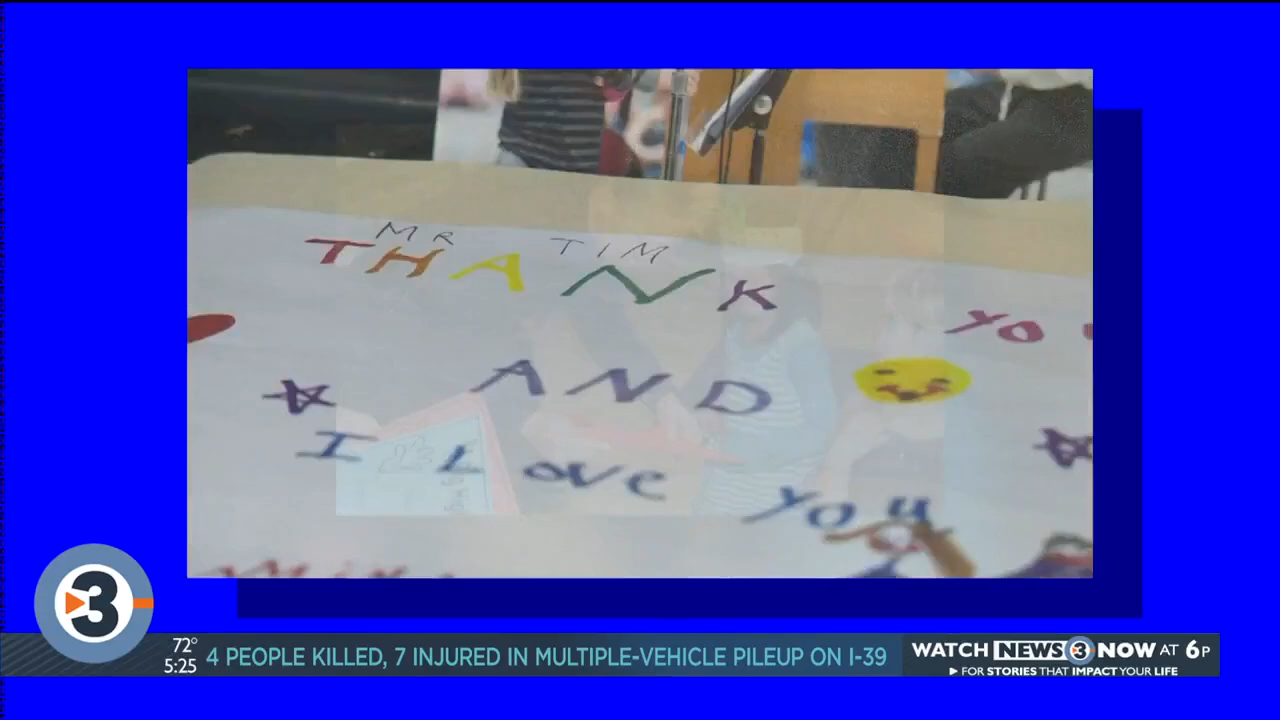 MR TIM
THANK YOU
AND
I LOVE YOU
3
72°
5:25
4 PEOPLE KILLED, 7 INJURED IN MULTIPLE-VEHICLE PILEUP ON I-39
WATCH NEWS 3 NOW AT 6P
▶ FOR STORIES THAT IMPACT YOUR LIFE